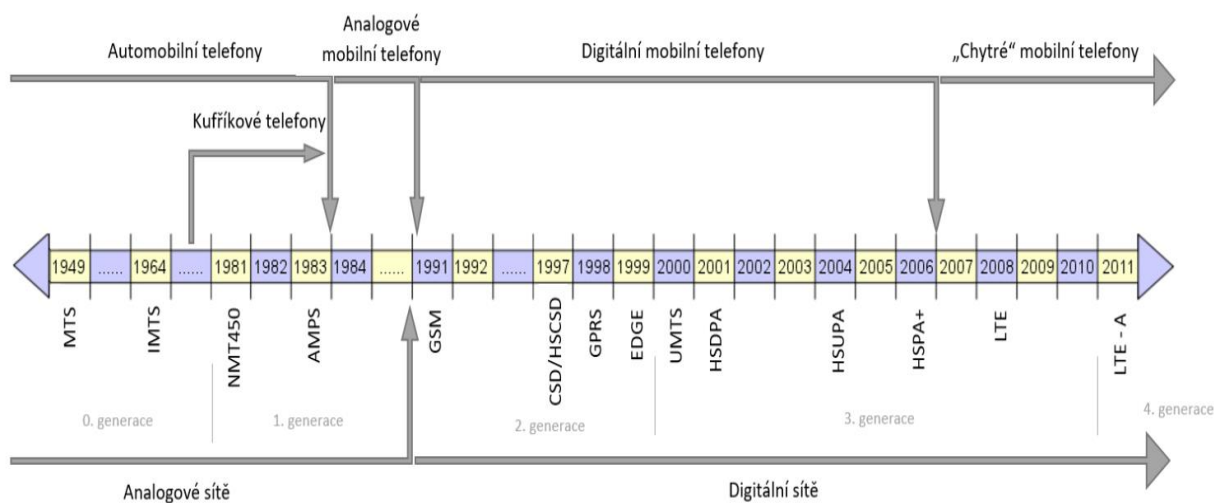 Automobilní telefony
Analogové
mobilní telefony
Digitální mobilní telefony
„Chytré“ mobilní telefony
Kufříkové telefony
1949 ...... 1964 ...... 1981 1982 1983 1984 ...... 1991 1992 ...... 1997 1998 1999 2000 2001 2002 2003 2004 2005 2006 2007 2008 2009 2010 2011
MTS
IMTS
NMT450
AMPS
GSM
CSD/HSCSD
GPRS
EDGE
UMTS
HSDPA
HSUPA
HSPA+
LTE
LTE - A
0. generace
1. generace
2. generace
3. generace
4. generace
Analogové sítě
Digitální sítě